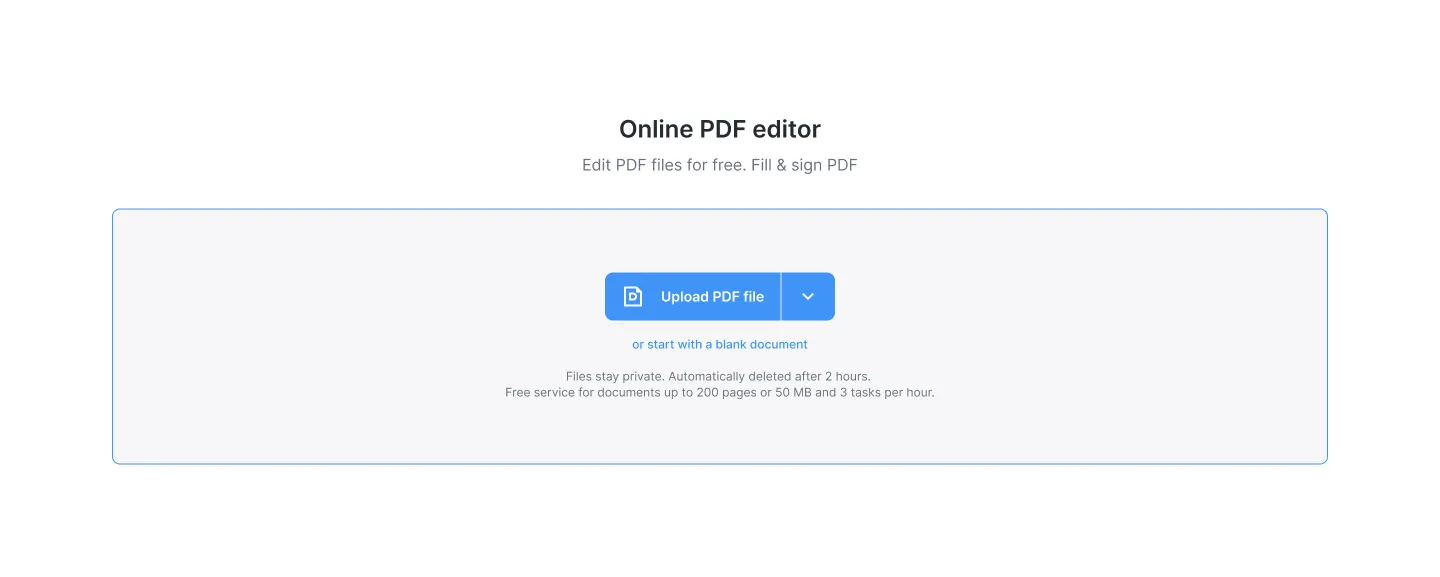 Online PDF editor
Edit PDF files for free. Fill & sign PDF
Upload PDF file
or start with a blank document
Files stay private. Automatically deleted after 2 hours.
Free service for documents up to 200 pages or 50 MB and 3 tasks per hour.